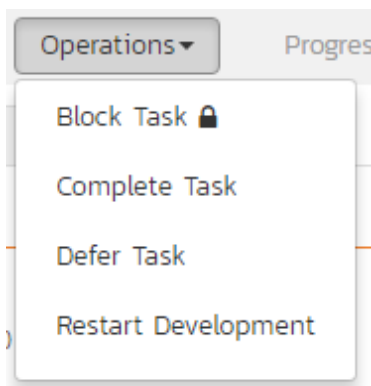 Operations Progres
Block Task
Complete Task
Defer Task
Restart Development
)